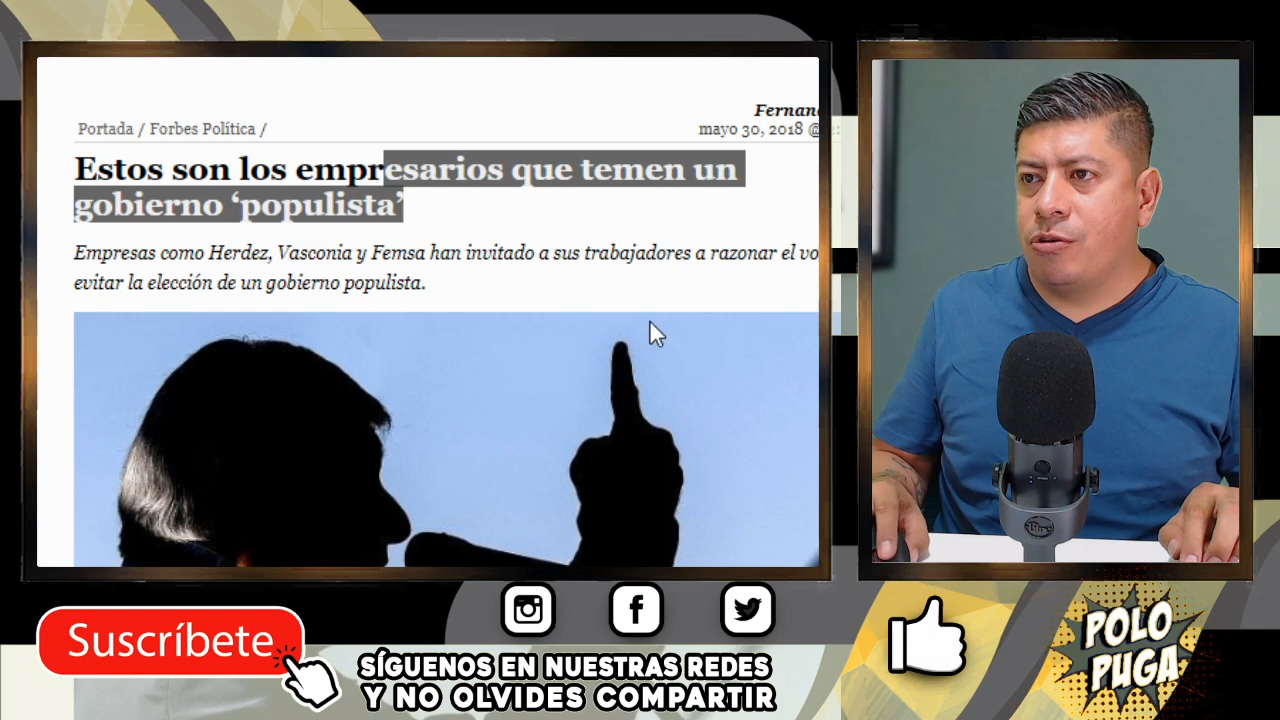 Fernan
Portada / Forbes Política /
mayo 30, 2018 @
Estos son los empresarios que temen un
gobierno ‘populista’
Empresas como Herdez, Vasconia y Femsa han invitado a sus trabajadores a razonar el vo
evitar la elección de un gobierno populista.
Suscríbete
SÍGUENOS EN NUESTRAS REDES
Y NO OLVIDES COMPARTIR
POLO
PUGA